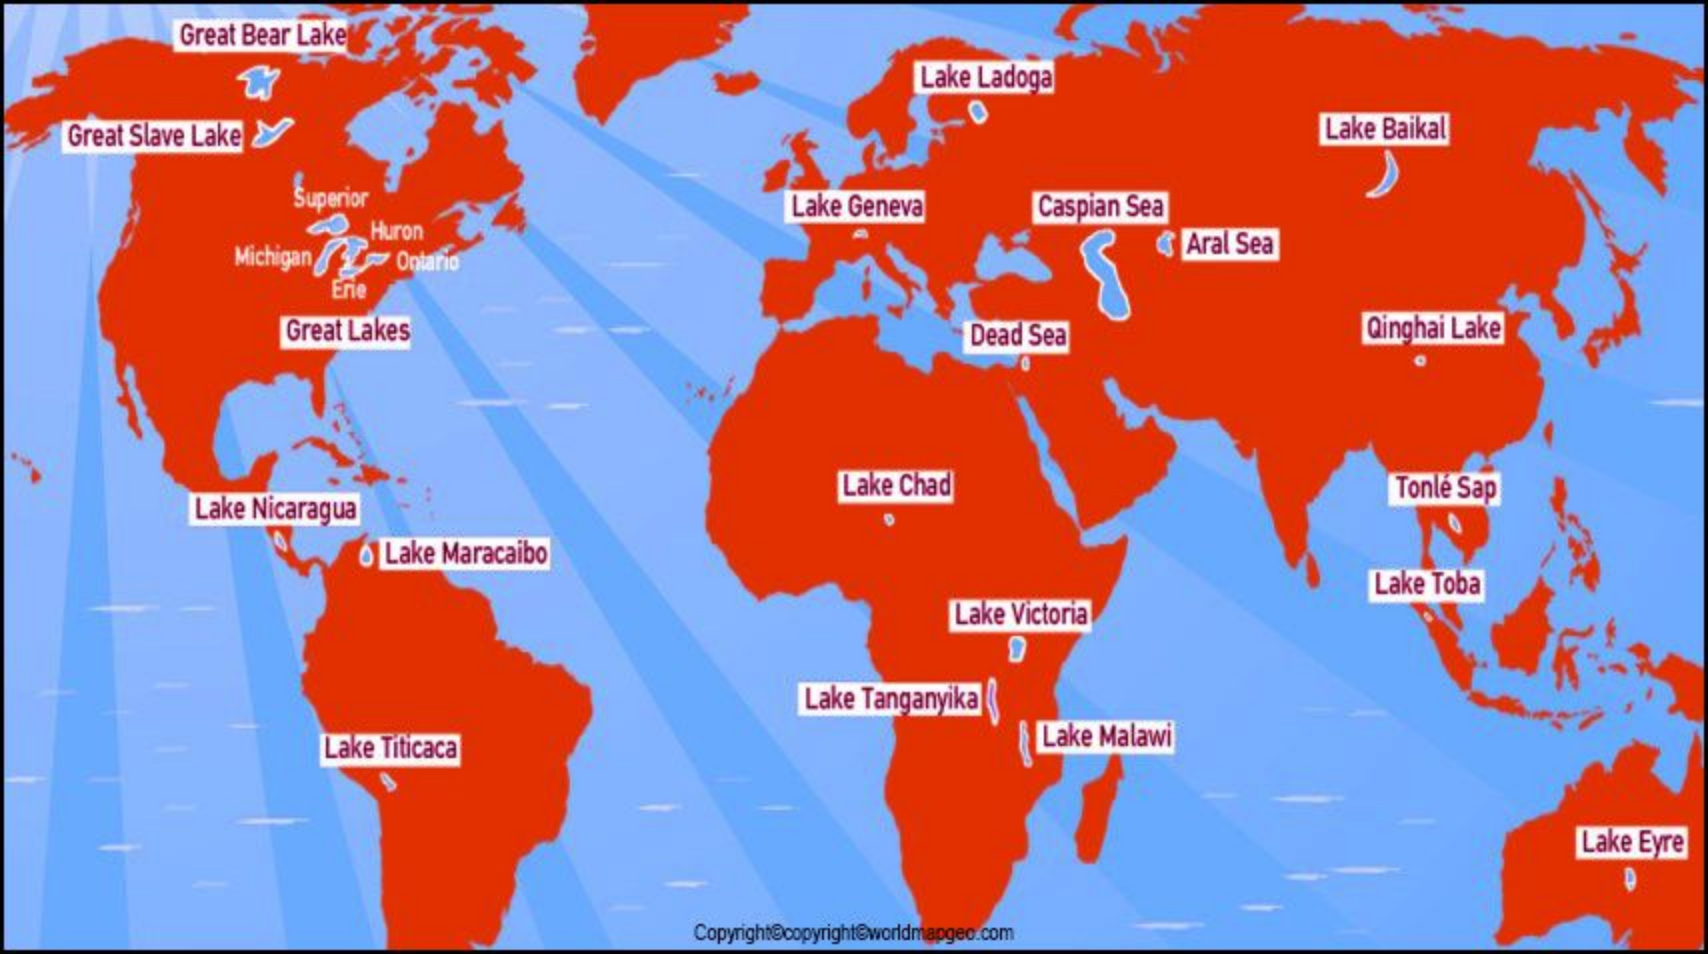 Great Bear Lake
Lake Ladoga
Great Slave Lake
Lake Baikal
Superior
Lake Geneva
Caspian Sea
Huron
Aral Sea
Michigan
Ontario
Erie
Great Lakes
Dead Sea
Qinghai Lake
Lake Chad
Tonlé Sap
Lake Nicaragua
Lake Maracaibo
Lake Toba
Lake Victoria
Lake Tanganyika
Lake Malawi
Lake Titicaca
Lake Eyre
Copyright©copyright©worldmapgeo.com